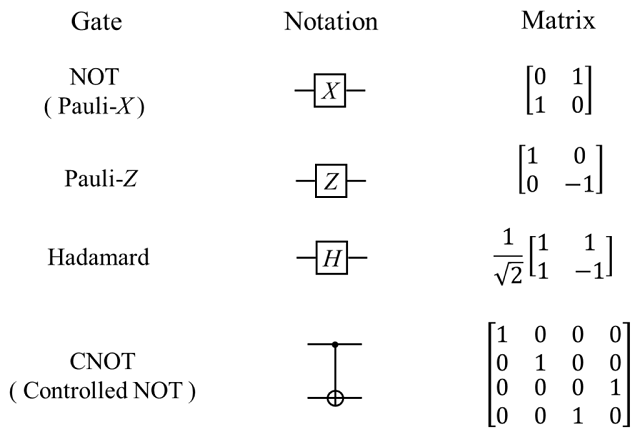 Gate Notation Matrix
NOT
( Pauli-X)
X
0 1
1 0
Pauli-Z
Z
1 0
0 −1
Hadamard
H
1
√2
1 1
1 −1
CNOT
( Controlled NOT )
1 0 0 0
0 1 0 0
0 0 0 1
0 0 1 0